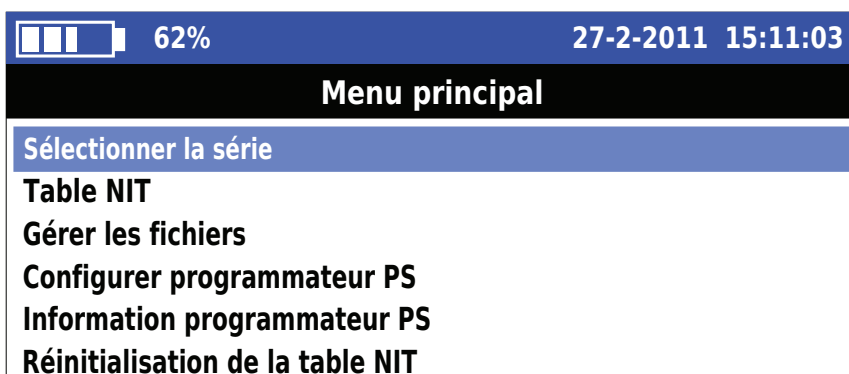 62% 27-2-2011 15:11:03
Menu principal
Sélectionner la série
Table NIT
Gérer les fichiers
Configurer programmateur PS
Information programmateur PS
Réinitialisation de la table NIT